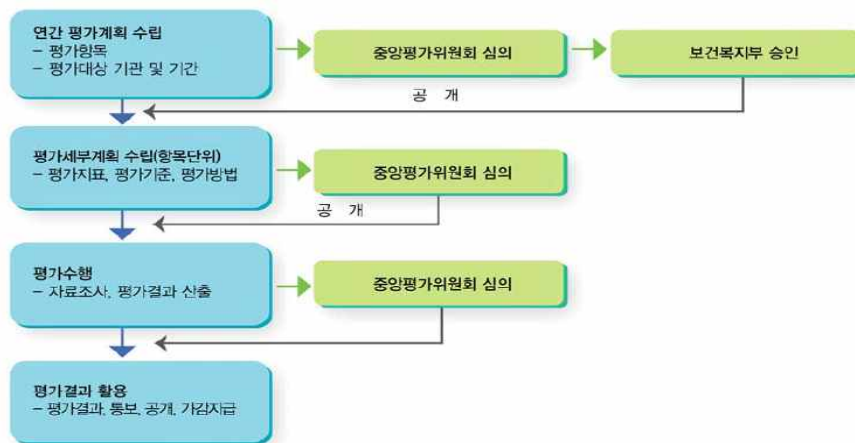 연간 평가계획 수립
- 평가항목
- 평가대상 기관 및 기간
중앙평가위원회 심의
보건복지부 승인
공 개
평가세부계획 수립(항목단위)
- 평가지표, 평가기준, 평가방법
중앙평가위원회 심의
공 개
평가수행
- 자료조사, 평가결과 산출
중앙평가위원회 심의
평가결과 활용
- 평가결과, 통보, 공개, 가감지급